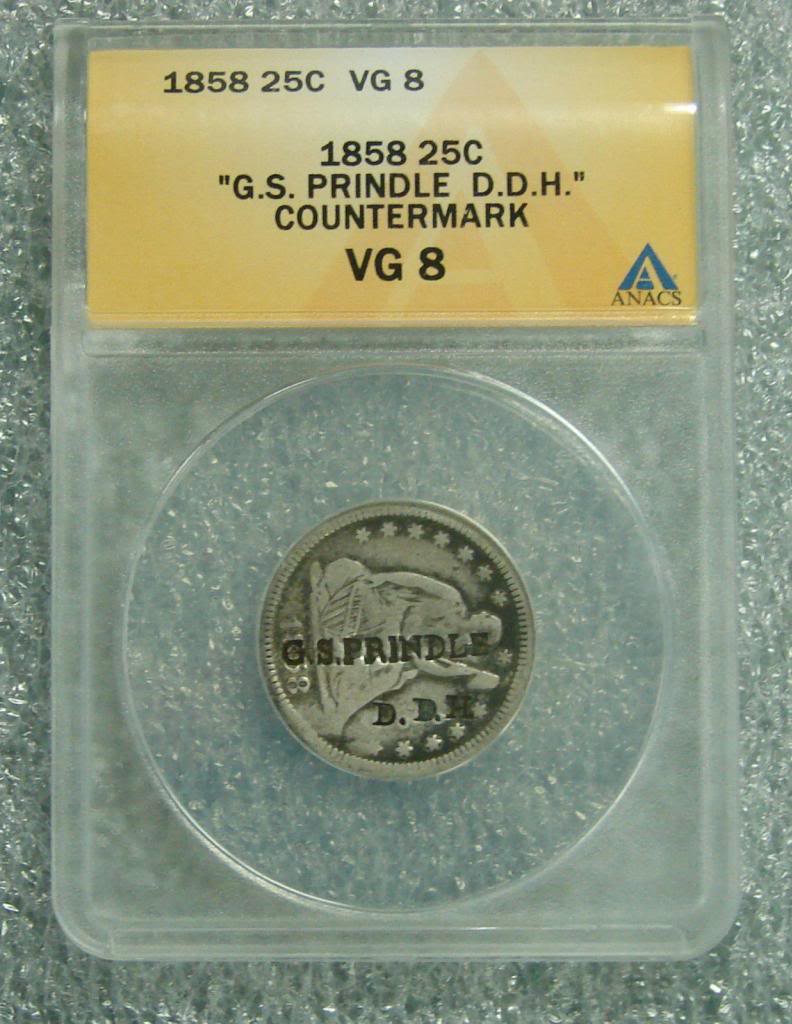 1858 25C VG 8
1858 25C
"G.S. PRINDLE D.D.H."
COUNTERMARK
VG 8
ANACS
G.S.PRINDLE
D.D.H